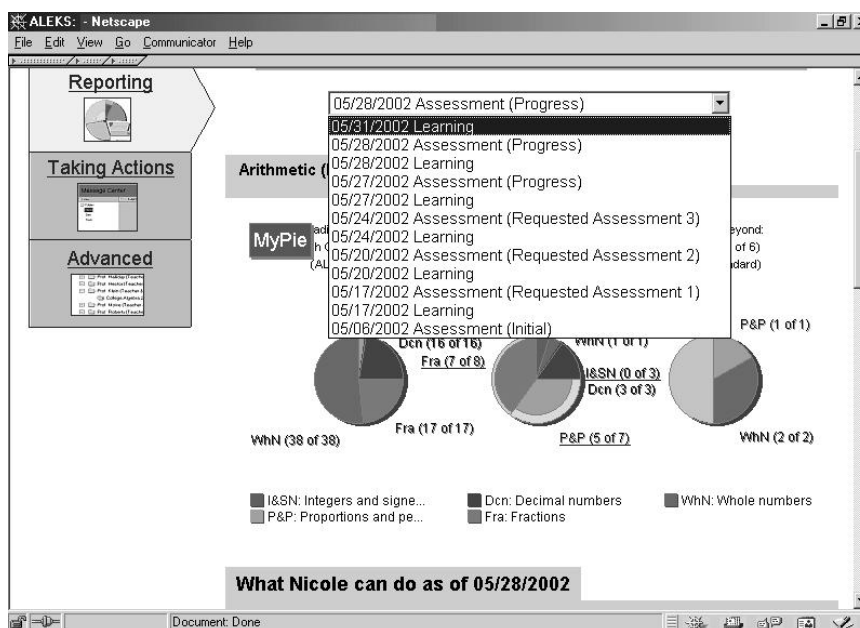 ALEKS: - Netscape
File Edit View Go Communicator Help
Reporting
05/28/2002 Assessment (Progress)
05/31/2002 Learning
05/28/2002 Assessment (Progress)
05/28/2002 Learning
05/27/2002 Assessment (Progress)
05/27/2002 Learning
05/24/2002 Assessment (Requested Assessment 3)
05/24/2002 Learning
05/20/2002 Assessment (Requested Assessment 2)
05/20/2002 Learning
05/17/2002 Assessment (Requested Assessment 1)
05/17/2002 Learning
05/06/2002 Assessment (Initial)
Taking Actions
Message Center
Advanced
Arithmetic (
MyPie
eyond:
of 6)
dard)
(AL
P&P (1 of 1)
Dcn (16 of 16)
WhN (1 of 1)
Fra (7 of 8)
I&SN (0 of 3)
Dcn (3 of 3)
WhN (38 of 38)
Fra (17 of 17)
P&P (5 of 7)
WhN (2 of 2)
I&SN: Integers and signe...
Dcn: Decimal numbers
WhN: Whole numbers
P&P: Proportions and pe...
Fra: Fractions
What Nicole can do as of 05/28/2002
Document: Done